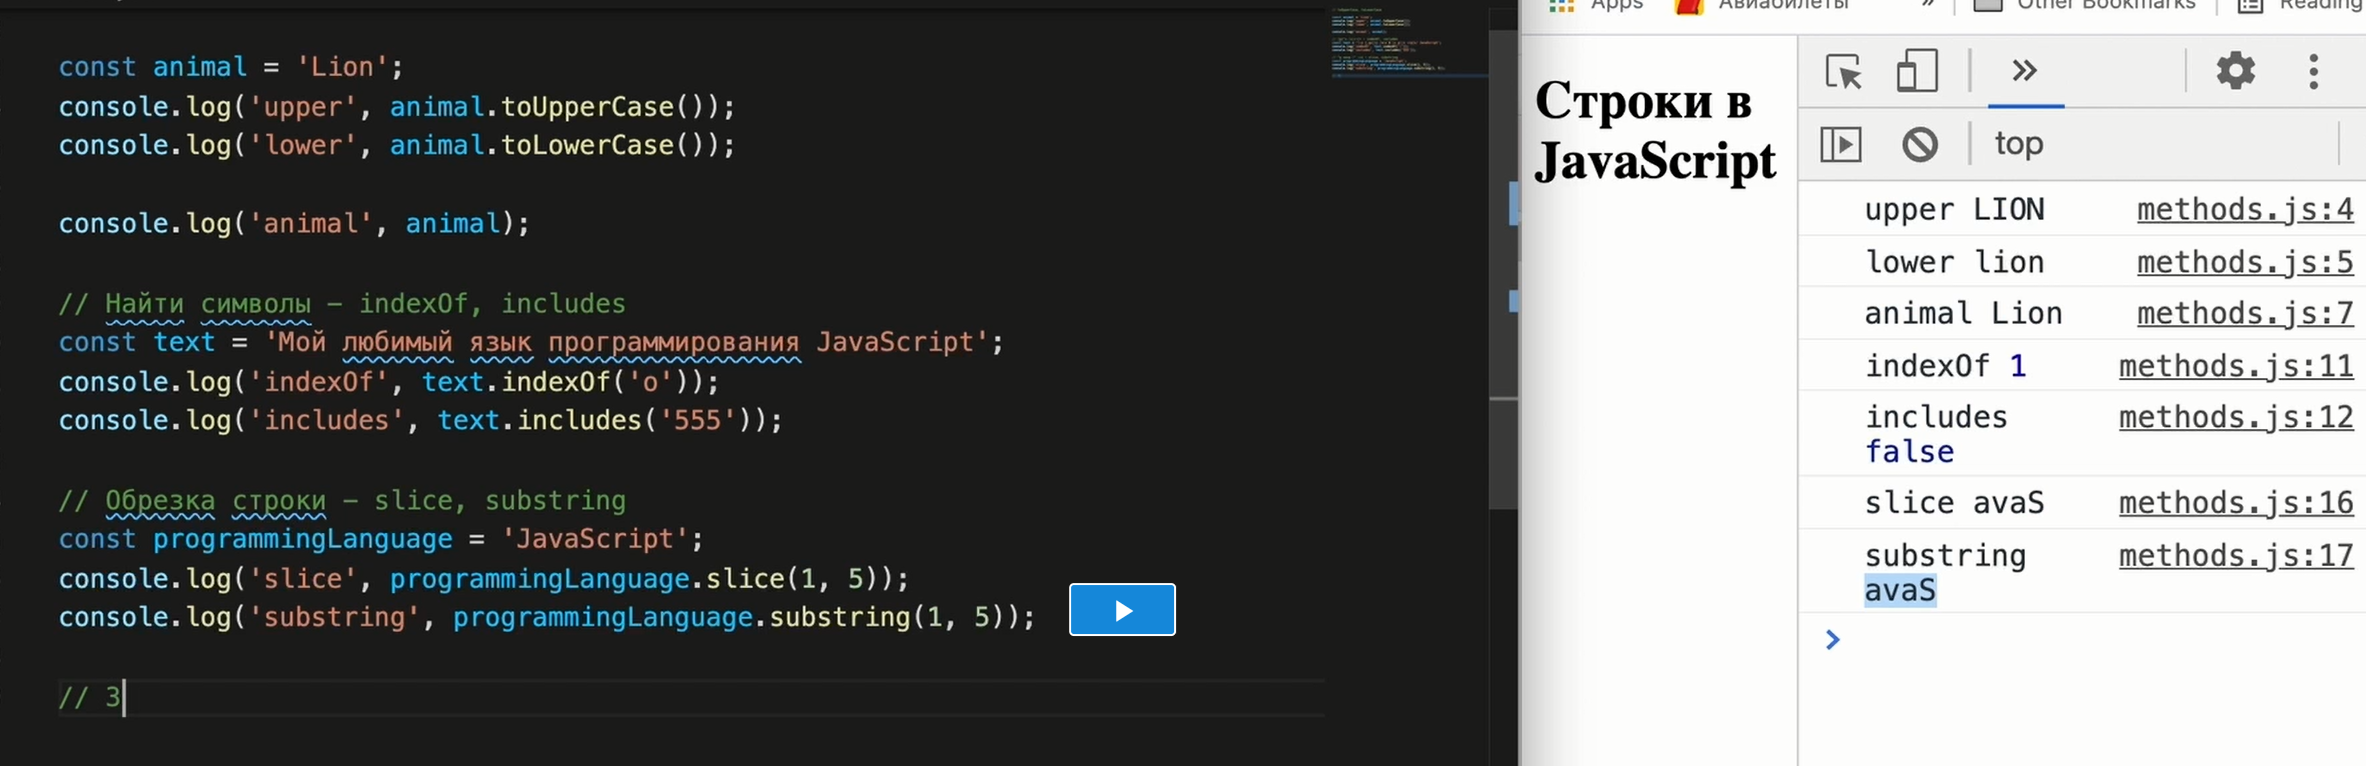 const animal = 'Lion';
console.log('upper', animal.toUpperCase());
console.log('lower', animal.toLowerCase());
console.log('animal', animal);
// Найти символы – indexOf, includes
const text = 'Мой любимый язык программирования JavaScript';
console.log('indexOf', text.indexOf('о'));
console.log('includes', text.includes('555'));
// Обрезка строки – slice, substring
const programmingLanguage = 'JavaScript';
console.log('slice', programmingLanguage.slice(1, 5));
console.log('substring', programmingLanguage.substring(1, 5));
// З
Apps Авиабилеты » Other Bookmarks Reading
Строки в
JavaScript
top
upper LION methods.js:4
lower lion methods.js:5
animal Lion methods.js:7
indexOf 1 methods.js:11
includes methods.js:12
false
slice avaS methods.js:16
substring methods.js:17
avaS